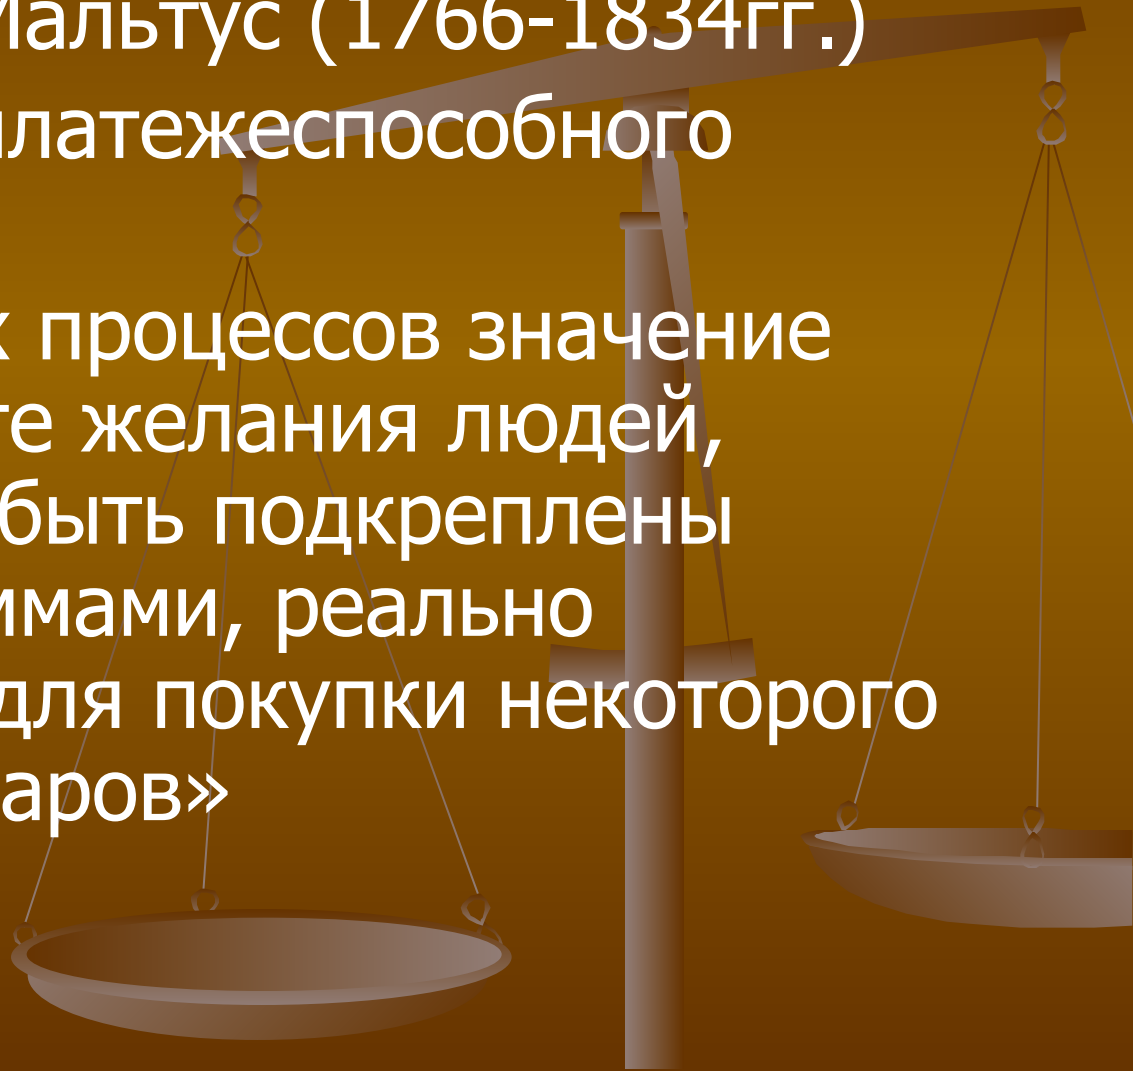 Мальтус (1766-1834гг.)
платежеспособного
х процессов значение
те желания людей,
быть подкреплены
ммами, реально
для покупки некоторого
аров»